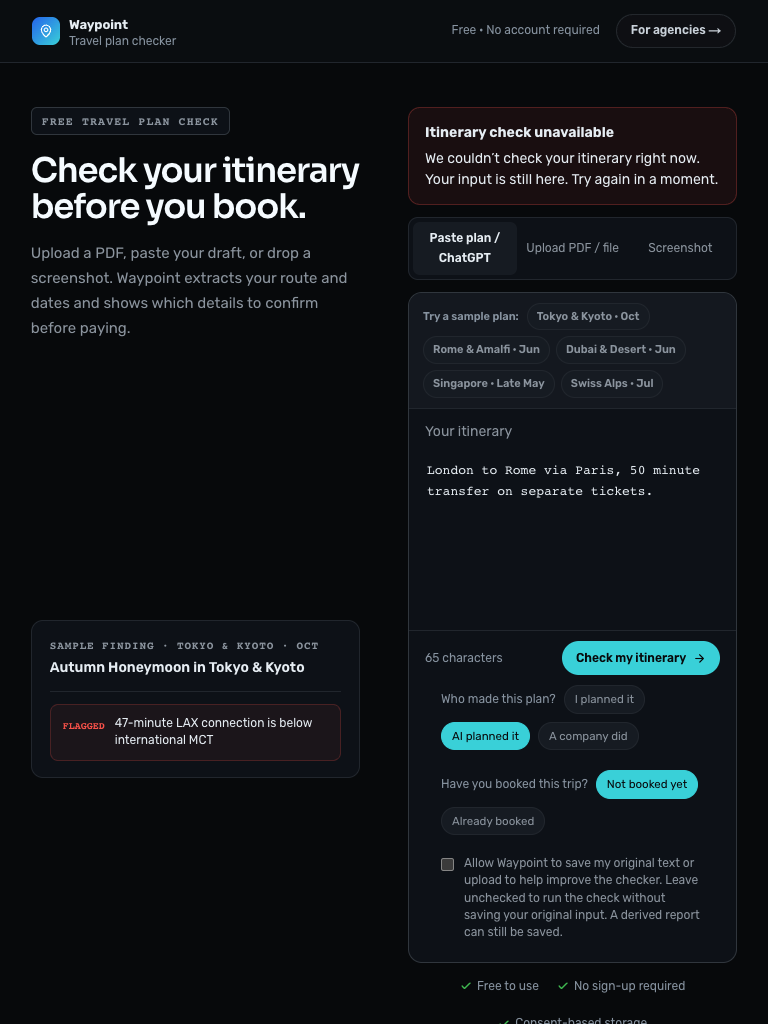 Waypoint
Travel plan checker
Free • No account required
For agencies →
FREE TRAVEL PLAN CHECK
Check your itinerary
before you book.
Upload a PDF, paste your draft, or drop a
screenshot. Waypoint extracts your route and
dates and shows which details to confirm
before paying.
SAMPLE FINDING · TOKYO & KYOTO · OCT
Autumn Honeymoon in Tokyo & Kyoto
FLAGGED
47-minute LAX connection is below
international MCT
Itinerary check unavailable
We couldn't check your itinerary right now.
Your input is still here. Try again in a moment.
Paste plan /
ChatGPT
Upload PDF / file
Screenshot
Try a sample plan:
Tokyo & Kyoto • Oct
Rome & Amalfi • Jun
Dubai & Desert • Jun
Singapore • Late May
Swiss Alps • Jul
Your itinerary
London to Rome via Paris, 50 minute
transfer on separate tickets.
65 characters
Check my itinerary →
Who made this plan?
I planned it
AI planned it
A company did
Have you booked this trip?
Not booked yet
Already booked
Allow Waypoint to save my original text or
upload to help improve the checker. Leave
unchecked to run the check without
saving your original input. A derived report
can still be saved.
✓ Free to use
✓ No sign-up required
✓ Consent-based storage